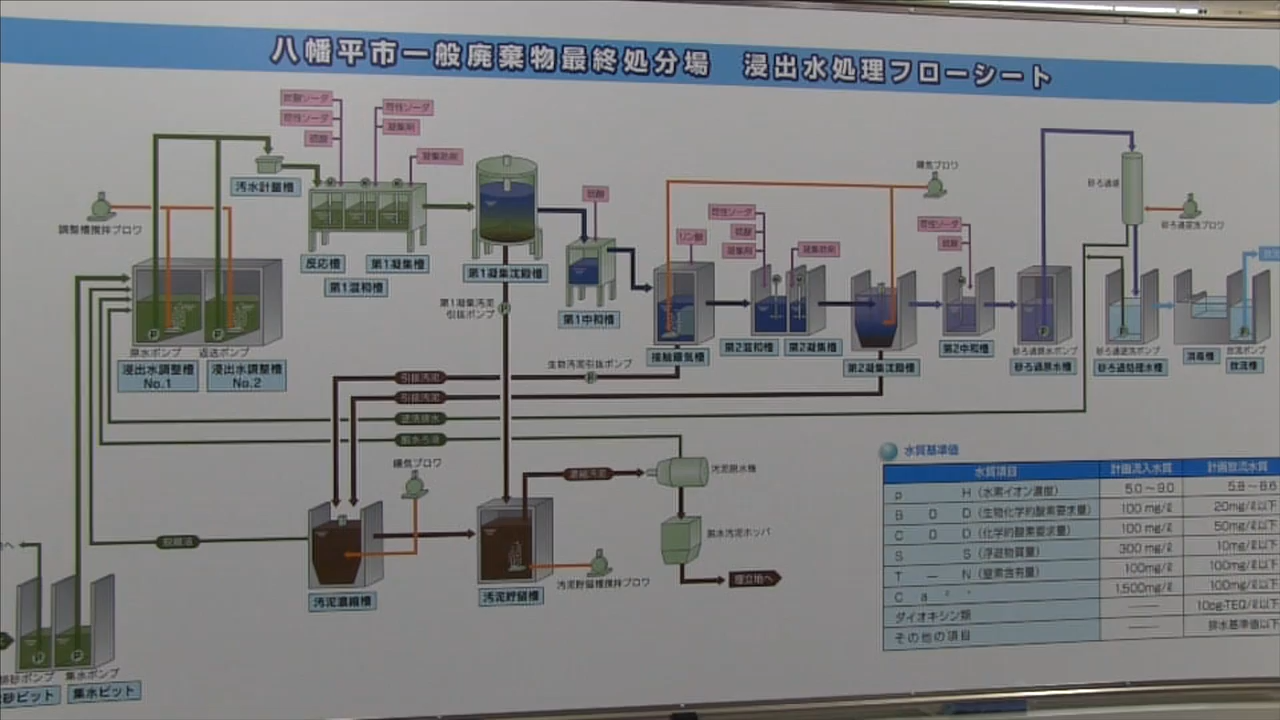 八幡平市一般廃棄物最終処分場　浸出水処理フローシート
苛性ソーダ
硫酸
苛性ソーダ
凝集剤
凝集助剤
汚水計量槽
調整槽撹拌ブロワ
反応槽
第1凝集槽
第1混和槽
第1凝集沈殿槽
第1凝集汚泥
引抜ポンプ
硫酸
第1中和槽
リン酸
苛性ソーダ
硫酸
凝集剤
凝集助剤
曝気ブロワ
苛性ソーダ
硫酸
砂ろ過器
砂ろ過逆洗ブロワ
原水ポンプ
返送ポンプ
浸出水調整槽
No.1
浸出水調整槽
No.2
接触曝気槽
第2混和槽
第2凝集槽
第2凝集沈殿槽
第2中和槽
砂ろ過原水ポンプ
砂ろ過原水槽
砂ろ過逆洗ポンプ
砂ろ過処理水槽
消毒槽
放流ポンプ
放流槽
生物汚泥引抜ポンプ
引抜汚泥
引抜汚泥
逆洗排水
脱水ろ液
曝気ブロワ
濃縮汚泥
汚泥脱水機
脱水汚泥ホッパ
埋立地へ
脱離液
汚泥濃縮槽
汚泥貯留槽
汚泥貯留槽撹拌ブロワ
集水ポンプ
砂ピット
集水ピット
水質基準値
水質項目 計画流入水質 計画放流水質
p H（水素イオン濃度） 5.0～9.0 5.8～8.6
B O D（生物化学的酸素要求量） 100 mg/ℓ 20mg/ℓ以下
C O D（化学的酸素要求量） 100 mg/ℓ 50mg/ℓ以下
S S（浮遊物質量） 300 mg/ℓ 10mg/ℓ以下
T － N（窒素含有量） 100mg/ℓ 100mg/ℓ以下
C a ²⁺ 1,500mg/ℓ 100mg/ℓ以下
ダイオキシン類 —— 10pg-TEQ/ℓ以下
その他の項目 —— 排水基準値以下